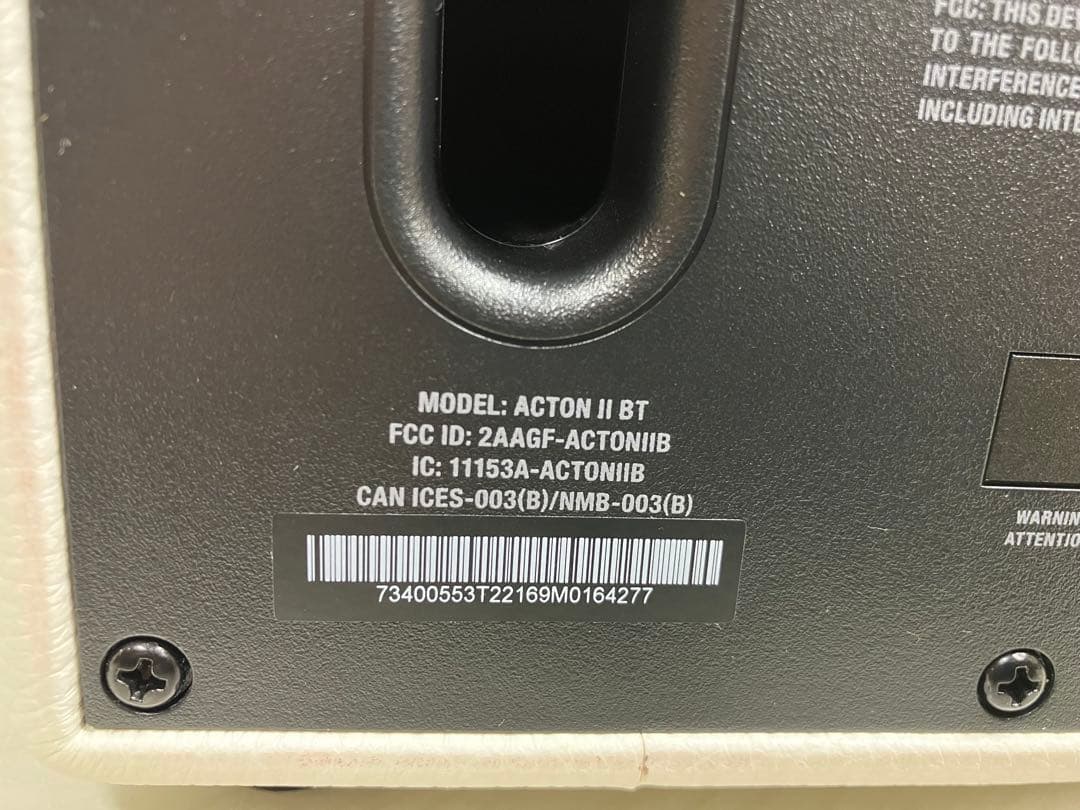 FCC: THIS DEV
TO THE FOLLO
INTERFERENCE
INCLUDING INTE
MODEL: ACTON II BT
FCC ID: 2AAGF-ACTONIIB
IC: 11153A-ACTONIIB
CAN ICES-003(B)/NMB-003(B)
73400553T22169M0164277
WARNIN
ATTENTIO